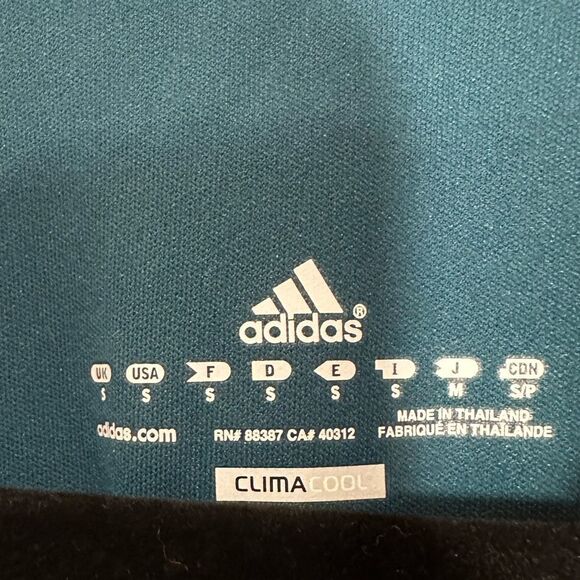 adidas®
UK USA F D E I J CDN
S S S S S S M S/P
adidas.com RN# 88387 CA# 40312 MADE IN THAILAND
FABRIQUÉ EN THAÏLANDE
CLIMACOOL